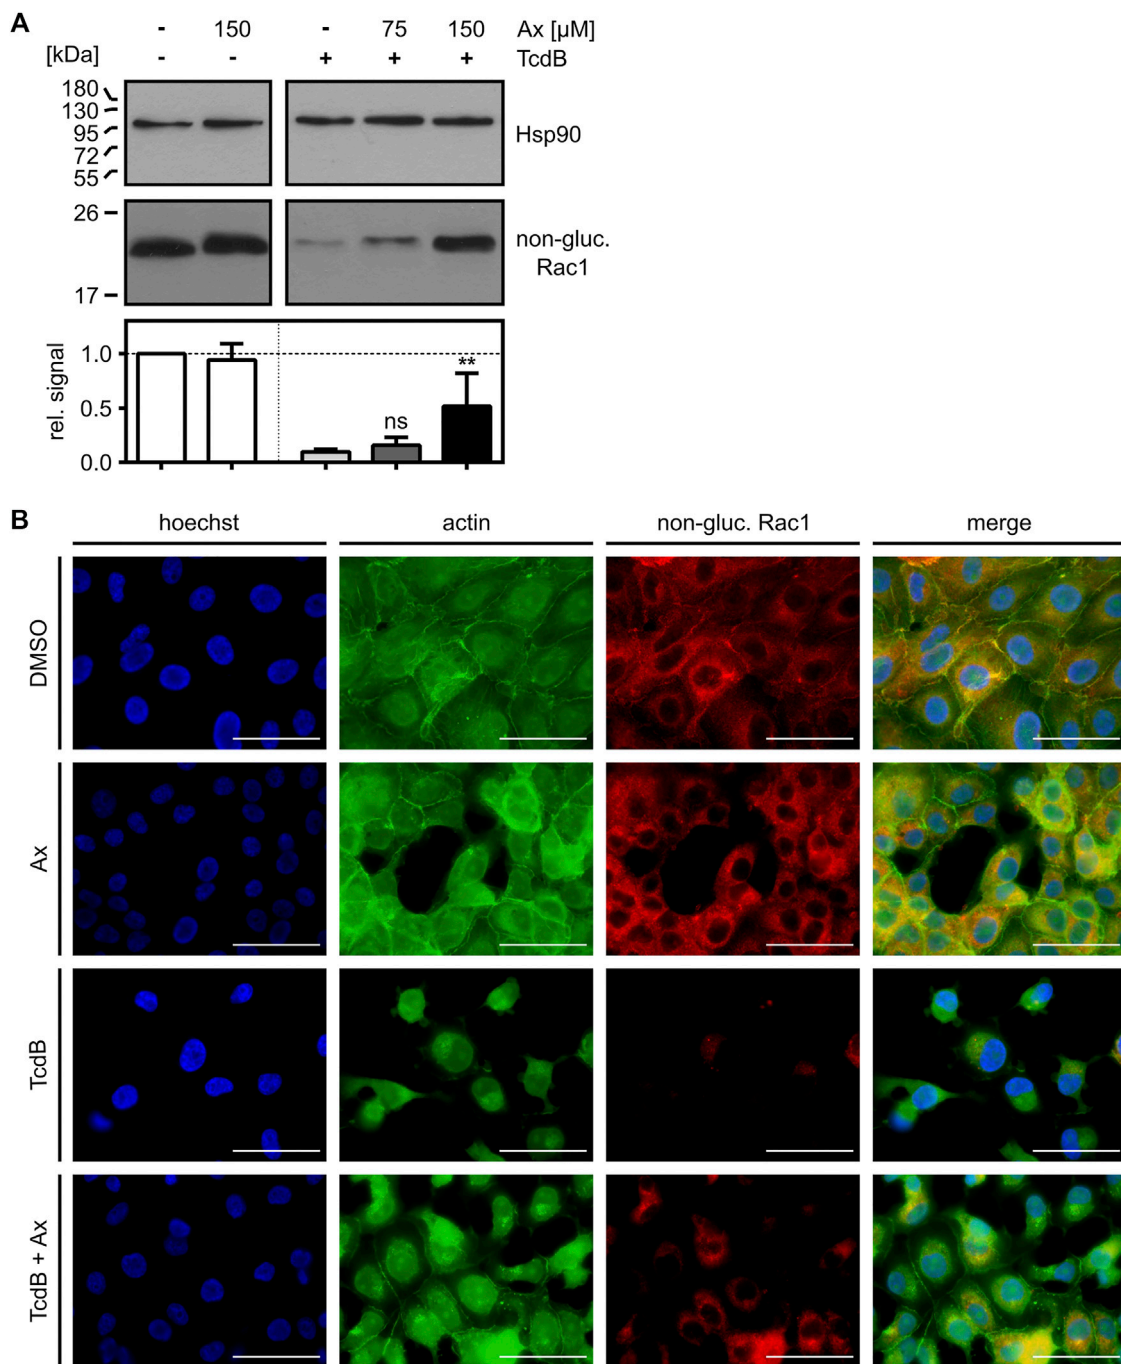 A
- 150 - 75 150 Ax [µM]
[kDa] - - + + + TcdB
180
130
95
72
55
Hsp90
26
17
non-gluc.
Rac1
rel. signal
1.0
0.5
0.0
ns
**
B
hoechst actin non-gluc. Rac1 merge
DMSO
Ax
TcdB
TcdB + Ax